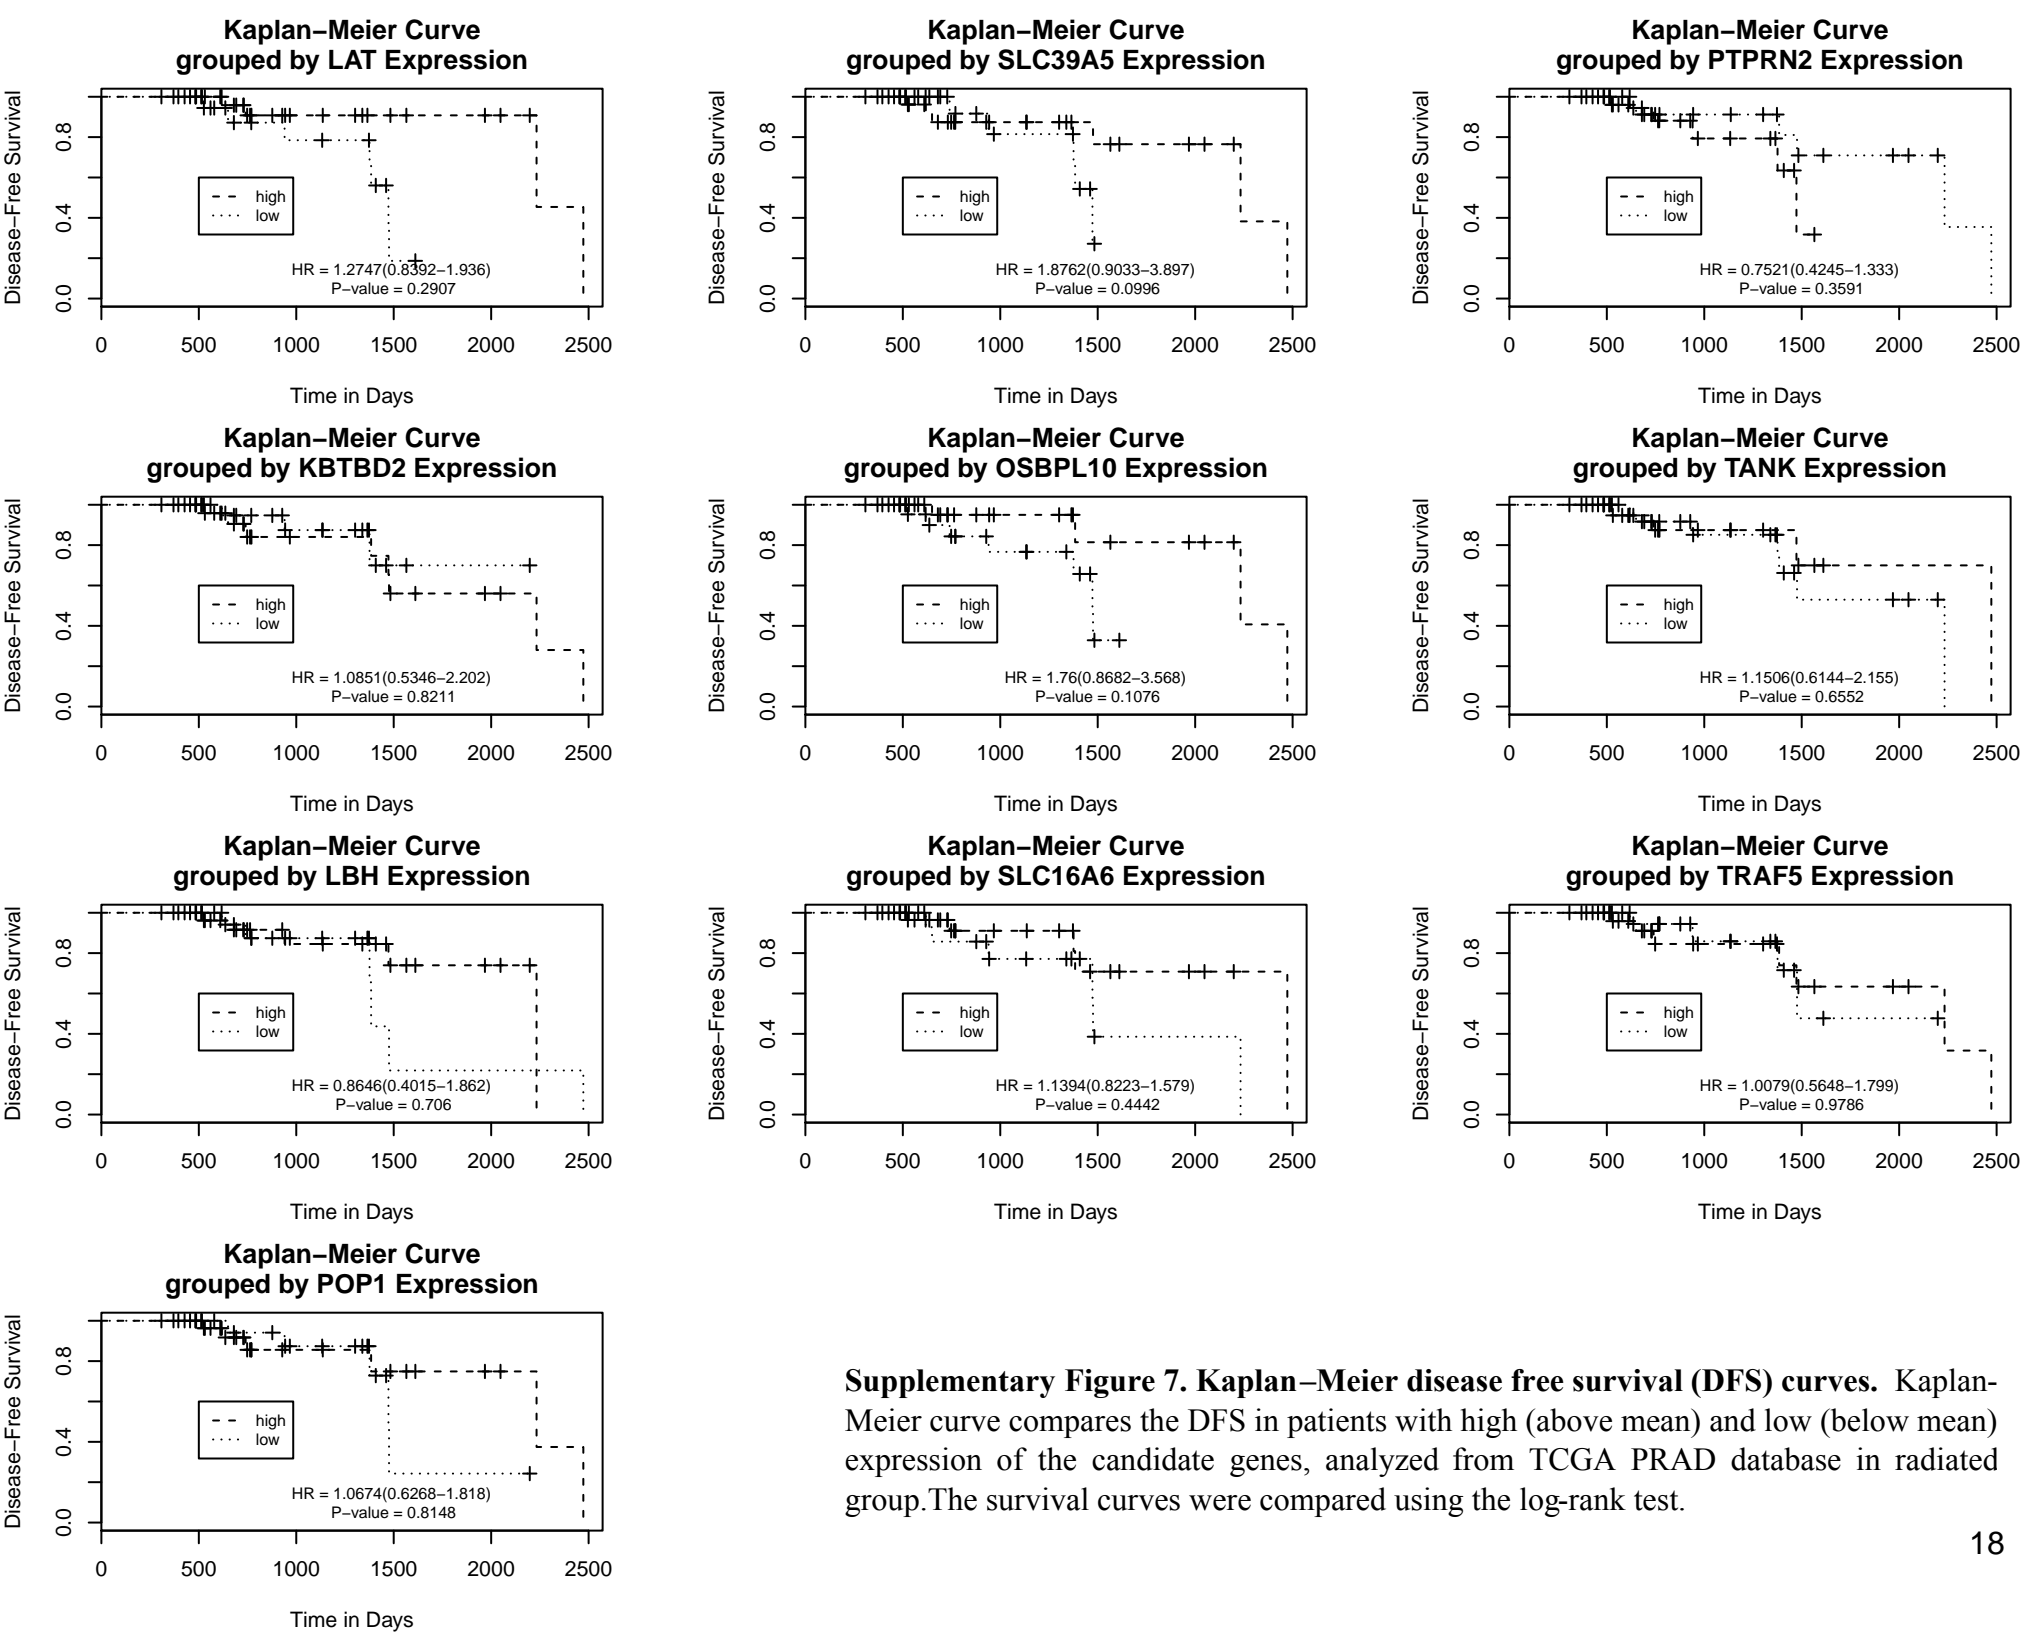 Kaplan−Meier Curve
grouped by LAT Expression
Disease−Free Survival
0.8
0.4
0.0
high
low
HR = 1.2747(0.8392−1.936)
P−value = 0.2907
0 500 1000 1500 2000 2500
Time in Days
Kaplan−Meier Curve
grouped by SLC39A5 Expression
Disease−Free Survival
0.8
0.4
0.0
high
low
HR = 1.8762(0.9033−3.897)
P−value = 0.0996
0 500 1000 1500 2000 2500
Time in Days
Kaplan−Meier Curve
grouped by PTPRN2 Expression
Disease−Free Survival
0.8
0.4
0.0
high
low
HR = 0.7521(0.4245−1.333)
P−value = 0.3591
0 500 1000 1500 2000 2500
Time in Days
Kaplan−Meier Curve
grouped by KBTBD2 Expression
Disease−Free Survival
0.8
0.4
0.0
high
low
HR = 1.0851(0.5346−2.202)
P−value = 0.8211
0 500 1000 1500 2000 2500
Time in Days
Kaplan−Meier Curve
grouped by OSBPL10 Expression
Disease−Free Survival
0.8
0.4
0.0
high
low
HR = 1.76(0.8682−3.568)
P−value = 0.1076
0 500 1000 1500 2000 2500
Time in Days
Kaplan−Meier Curve
grouped by TANK Expression
Disease−Free Survival
0.8
0.4
0.0
high
low
HR = 1.1506(0.6144−2.155)
P−value = 0.6552
0 500 1000 1500 2000 2500
Time in Days
Kaplan−Meier Curve
grouped by LBH Expression
Disease−Free Survival
0.8
0.4
0.0
high
low
HR = 0.8646(0.4015−1.862)
P−value = 0.706
0 500 1000 1500 2000 2500
Time in Days
Kaplan−Meier Curve
grouped by SLC16A6 Expression
Disease−Free Survival
0.8
0.4
0.0
high
low
HR = 1.1394(0.8223−1.579)
P−value = 0.4442
0 500 1000 1500 2000 2500
Time in Days
Kaplan−Meier Curve
grouped by TRAF5 Expression
Disease−Free Survival
0.8
0.4
0.0
high
low
HR = 1.0079(0.5648−1.799)
P−value = 0.9786
0 500 1000 1500 2000 2500
Time in Days
Kaplan−Meier Curve
grouped by POP1 Expression
Disease−Free Survival
0.8
0.4
0.0
high
low
HR = 1.0674(0.6268−1.818)
P−value = 0.8148
0 500 1000 1500 2000 2500
Time in Days
Supplementary Figure 7. Kaplan–Meier disease free survival (DFS) curves. Kaplan-
Meier curve compares the DFS in patients with high (above mean) and low (below mean)
expression of the candidate genes, analyzed from TCGA PRAD database in radiated
group.The survival curves were compared using the log-rank test.
18